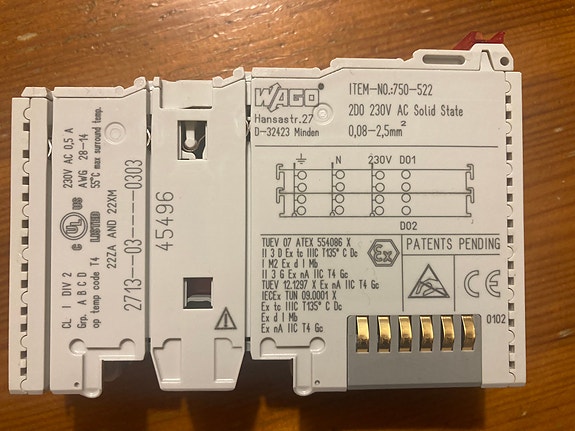 WAGO
Hansastr.27
D-32423 Minden
ITEM-NO.:750-522
2DO 230V AC Solid State
0,08-2,5mm²
N 230V DO1
DO2
TUEV 07 ATEX 554086 X
II 3 D Ex tc IIIC T135° C Dc
I M2 Ex d I Mb
II 3 G Ex nA IIC T4 Gc
TUEV 12.1297 X Ex d I Mb
Ex nA IIC T4 Gc
IECEx TUN 09.0001 X
Ex tc IIIC T135° C Dc
Ex d I Mb
Ex nA IIC T4 Gc
Ex
PATENTS PENDING
CE
0102
230V AC 0,5 A
AWG 28-14
55°C max surround temp.
C UL US
LISTED
22ZA AND 22XM
CL I DIV 2
Grp. A B C D
op temp code T4
2713--03-----0303
45496